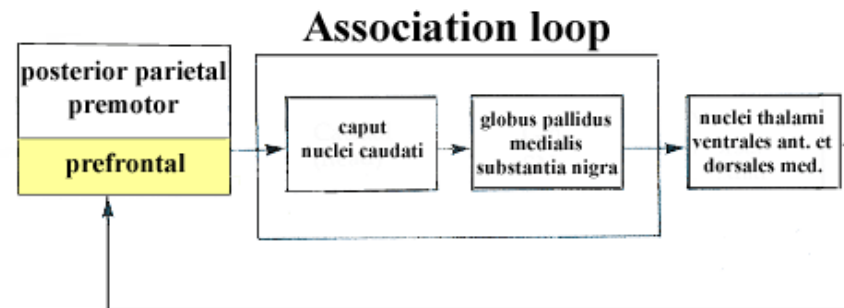 Association loop
posterior parietal
premotor
prefrontal
caput
nuclei caudati
globus pallidus
medialis
substantia nigra
nuclei thalami
ventrales ant. et
dorsales med.